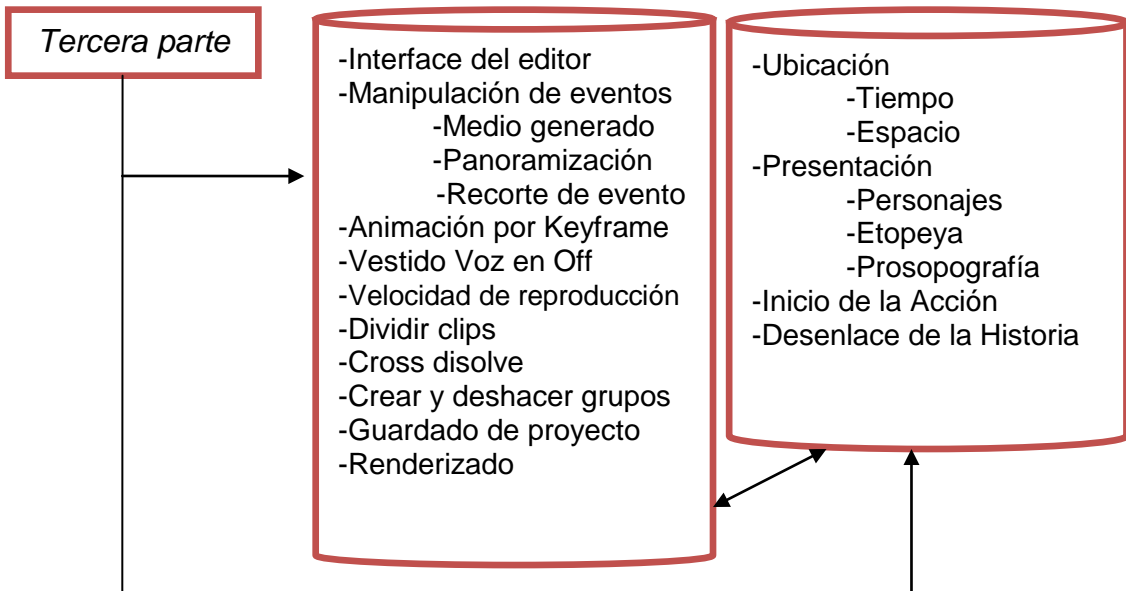 Tercera parte
-Interface del editor
-Manipulación de eventos
-Medio generado
-Panoramización
-Recorte de evento
-Animación por Keyframe
-Vestido Voz en Off
-Velocidad de reproducción
-Dividir clips
-Cross disolve
-Crear y deshacer grupos
-Guardado de proyecto
-Renderizado
-Ubicación
-Tiempo
-Espacio
-Presentación
-Personajes
-Etopeya
-Prosopografía
-Inicio de la Acción
-Desenlace de la Historia